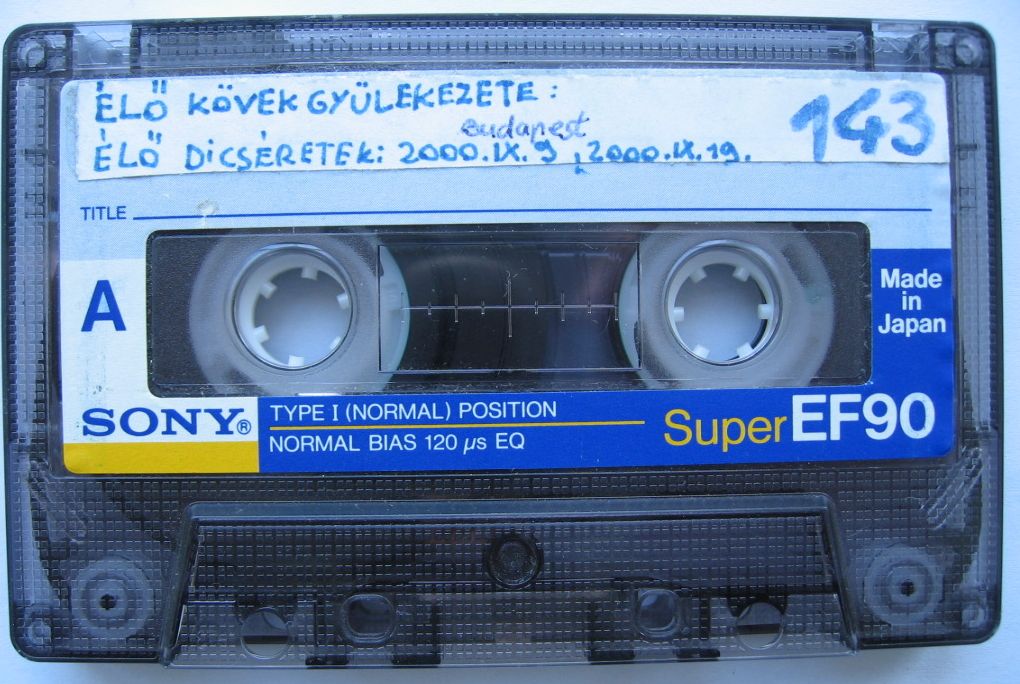 ÉLŐ KÖVEK GYÜLEKEZETE:
Budapest
ÉLŐ DICSÉRETEK: 2000.IX.9, 2000.IX.19.
143
TITLE
A
Made
in
Japan
SONY®
TYPE I (NORMAL) POSITION
NORMAL BIAS 120 µs EQ
Super EF90